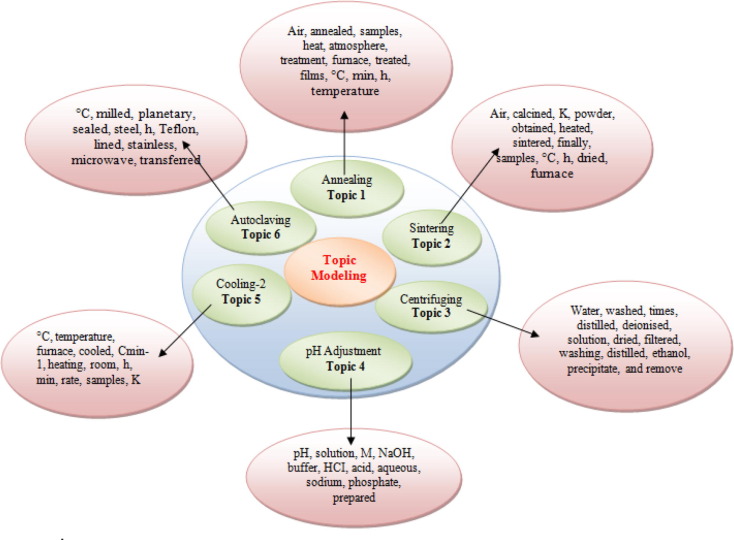 Air, annealed, samples,
heat, atmosphere,
treatment, furnace, treated,
films, °C, min, h,
temperature
°C, milled, planetary,
sealed, steel, h, Teflon,
lined, stainless,
microwave, transferred
Air, calcined, K, powder,
obtained, heated,
sintered, finally,
samples, °C, h, dried,
furnace
Annealing
Topic 1
Autoclaving
Topic 6
Sintering
Topic 2
Topic
Modeling
Cooling-2
Topic 5
Centrifuging
Topic 3
pH Adjustment
Topic 4
°C, temperature,
furnace, cooled, Cmin-
1, heating, room, h,
min, rate, samples, K
Water, washed, times,
distilled, deionised,
solution, dried, filtered,
washing, distilled, ethanol,
precipitate, and remove
pH, solution, M, NaOH,
buffer, HCI, acid, aqueous,
sodium, phosphate,
prepared